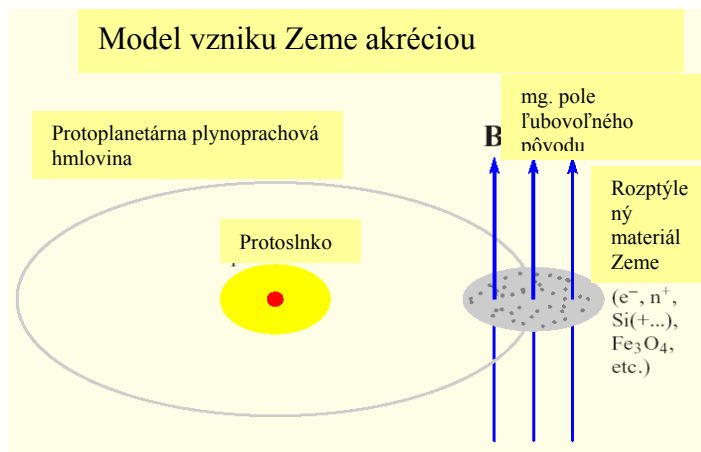 Model vzniku Zeme akréciou
mg. pole
ľubovoľného
pôvodu
B
Protoplanetárna plynoprachová
hmlovina
Rozptýle
ný
materiál
Zeme
Protoslnko
(e⁻, n⁺,
Si(+...),
Fe₃O₄,
etc.)